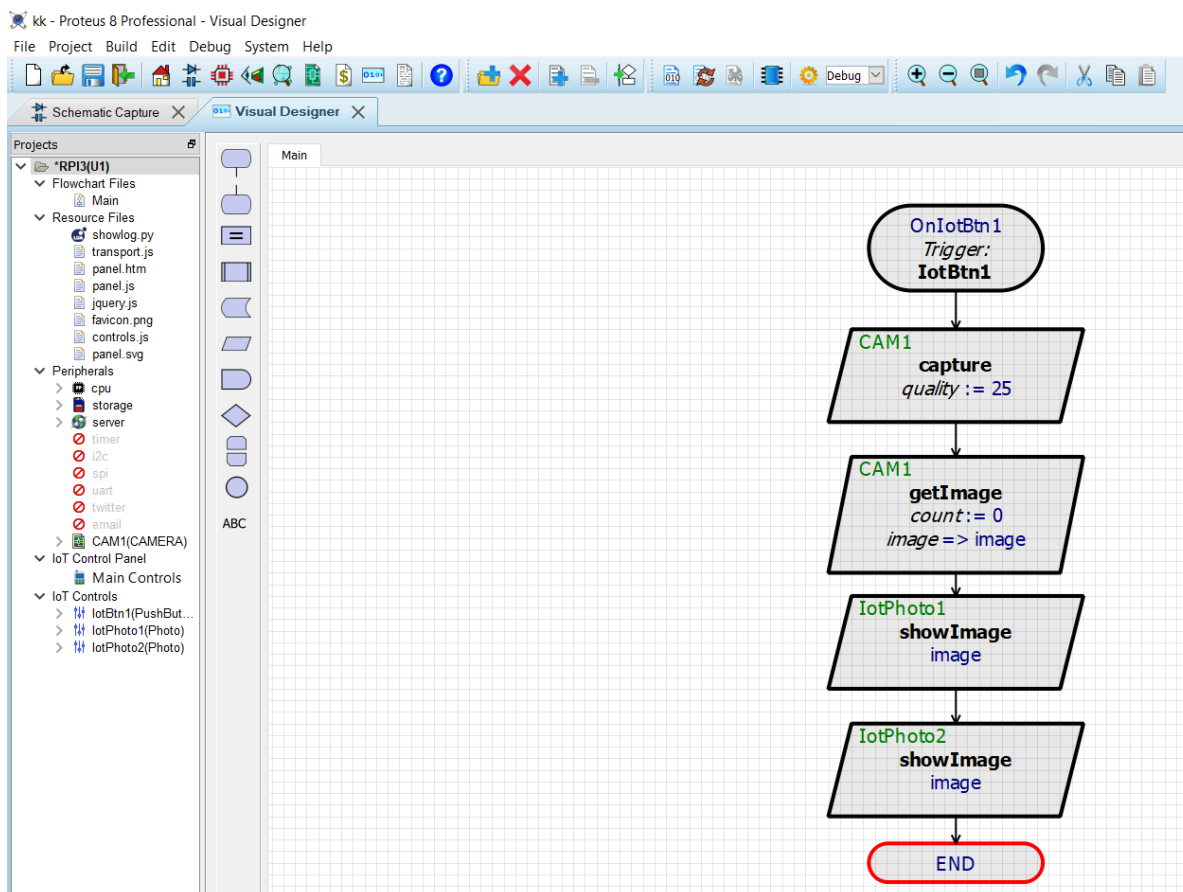 kk - Proteus 8 Professional - Visual Designer
File Project Build Edit Debug System Help
Debug
Schematic Capture
Visual Designer
Projects
*RPI3(U1)
Flowchart Files
Main
Resource Files
showlog.py
transport.js
panel.htm
panel.js
jquery.js
favicon.png
controls.js
panel.svg
Peripherals
cpu
storage
server
timer
i2c
spi
uart
twitter
email
CAM1(CAMERA)
IoT Control Panel
Main Controls
IoT Controls
IotBtn1(PushBut...
IotPhoto1(Photo)
IotPhoto2(Photo)
ABC
Main
OnIotBtn1
Trigger:
IotBtn1
CAM1
capture
quality := 25
CAM1
getImage
count := 0
image => image
IotPhoto1
showImage
image
IotPhoto2
showImage
image
END